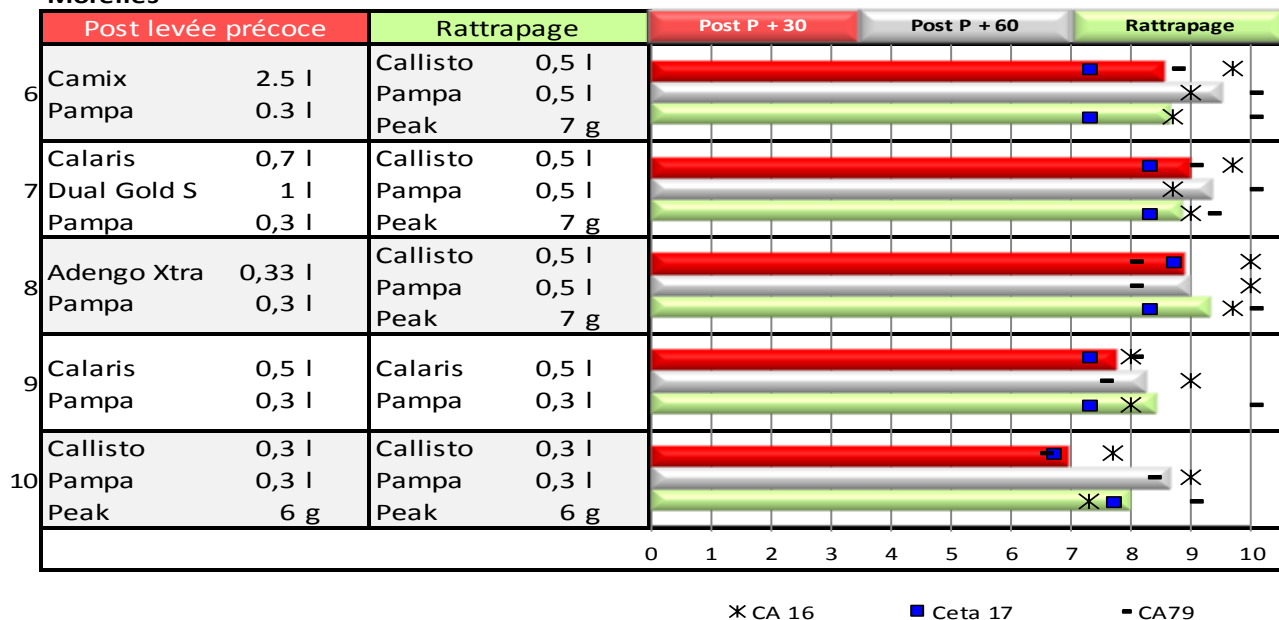 Morelles
Post levée précoce Rattrapage Post P + 30 Post P + 60 Rattrapage
6
Camix 2.5 l
Pampa 0.3 l
Callisto 0,5 l
Pampa 0,5 l
Peak 7 g
7
Calaris 0,7 l
Dual Gold S 1 l
Pampa 0,3 l
Callisto 0,5 l
Pampa 0,5 l
Peak 7 g
8
Adengo Xtra 0,33 l
Pampa 0,3 l
Callisto 0,5 l
Pampa 0,5 l
Peak 7 g
9
Calaris 0,5 l
Pampa 0,3 l
Calaris 0,5 l
Pampa 0,3 l
10
Callisto 0,3 l
Pampa 0,3 l
Peak 6 g
Callisto 0,3 l
Pampa 0,3 l
Peak 6 g
0 1 2 3 4 5 6 7 8 9 10
CA 16 Ceta 17 CA79